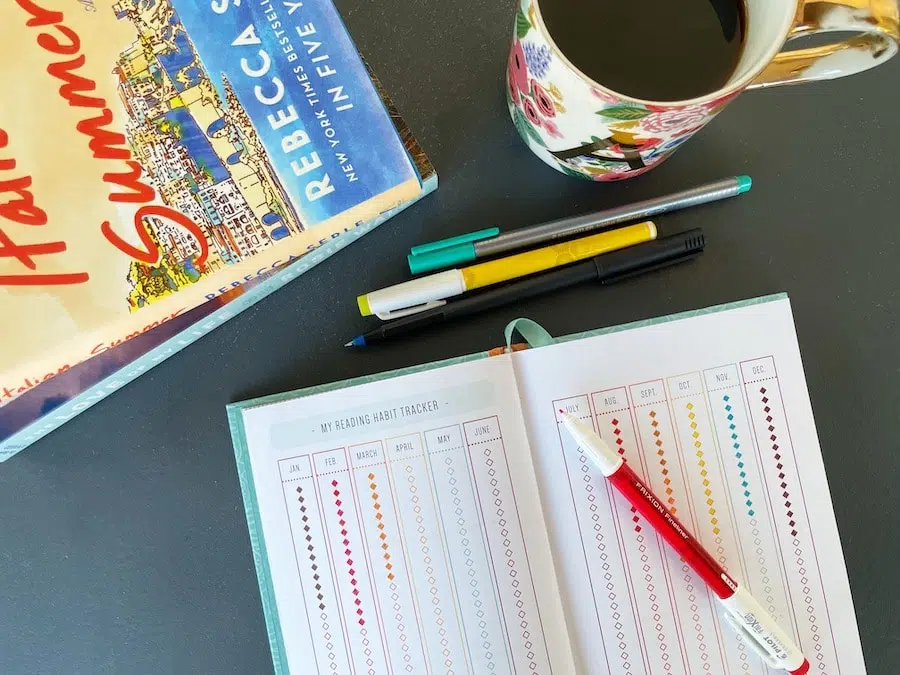 Italian
Summer
REBECCA S
NEW YORK TIMES BESTSELLI
IN FIVE Y
Italian Summer
REBECCA SERLE
- MY READING HABIT TRACKER -
JAN.
FEB.
MARCH
APRIL
MAY
JUNE
JULY
AUG.
SEPT.
OCT.
NOV.
DEC.
FRIXION Fineliner
PILOT